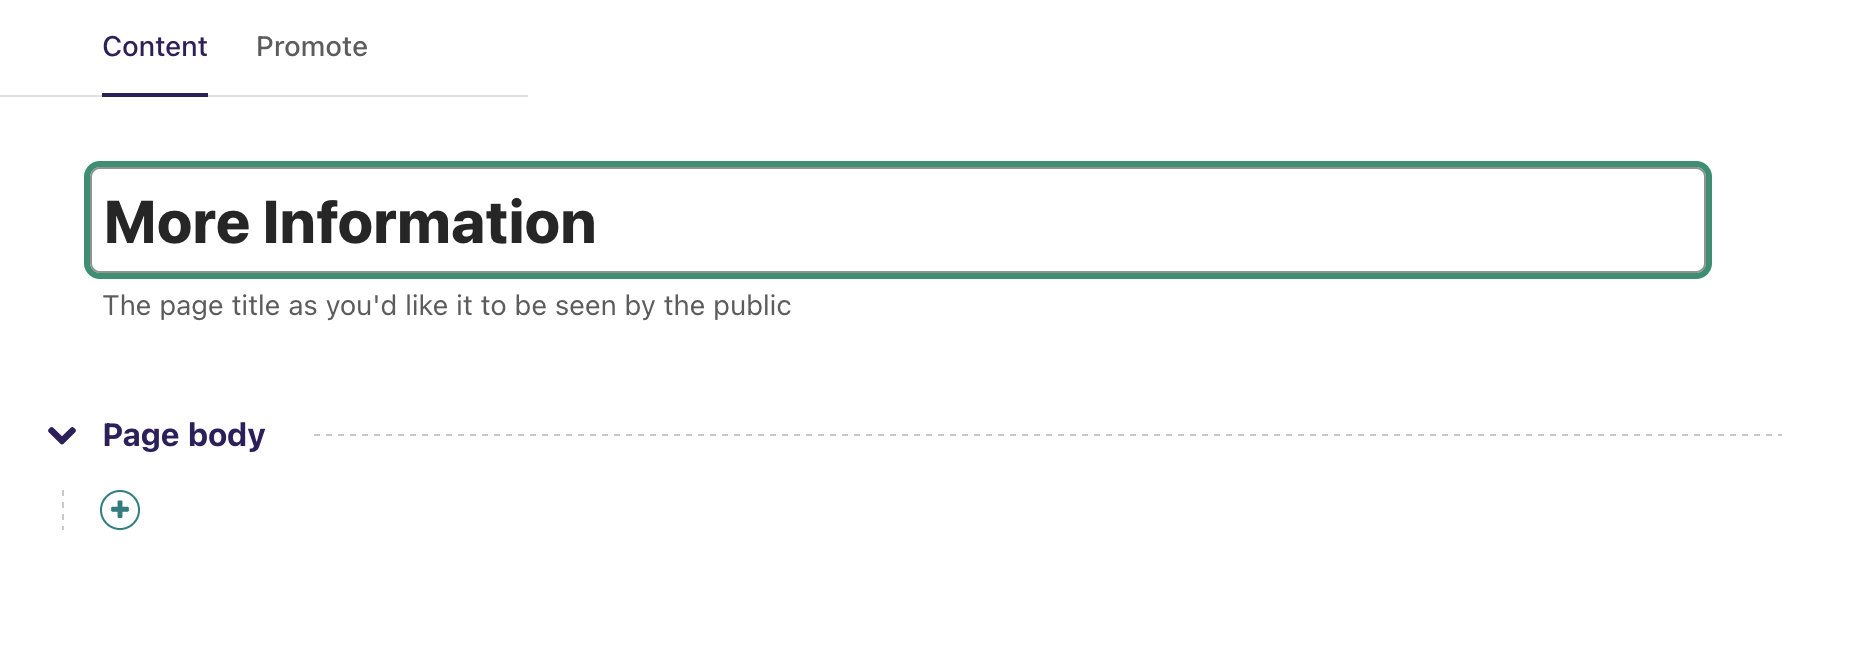 Content Promote
More Information
The page title as you'd like it to be seen by the public
Page body